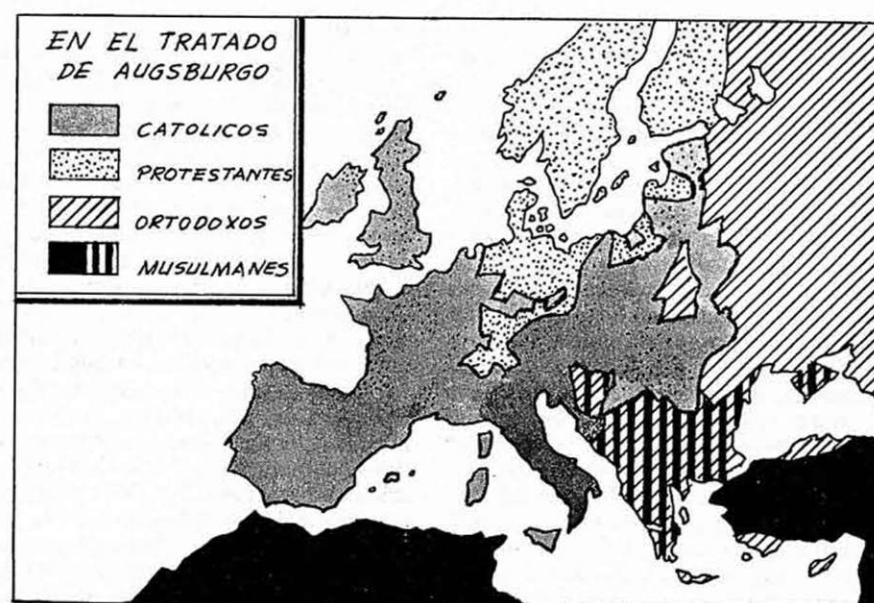 EN EL TRATADO
DE AUGSBURGO
CATOLICOS
PROTESTANTES
ORTODOXOS
MUSULMANES